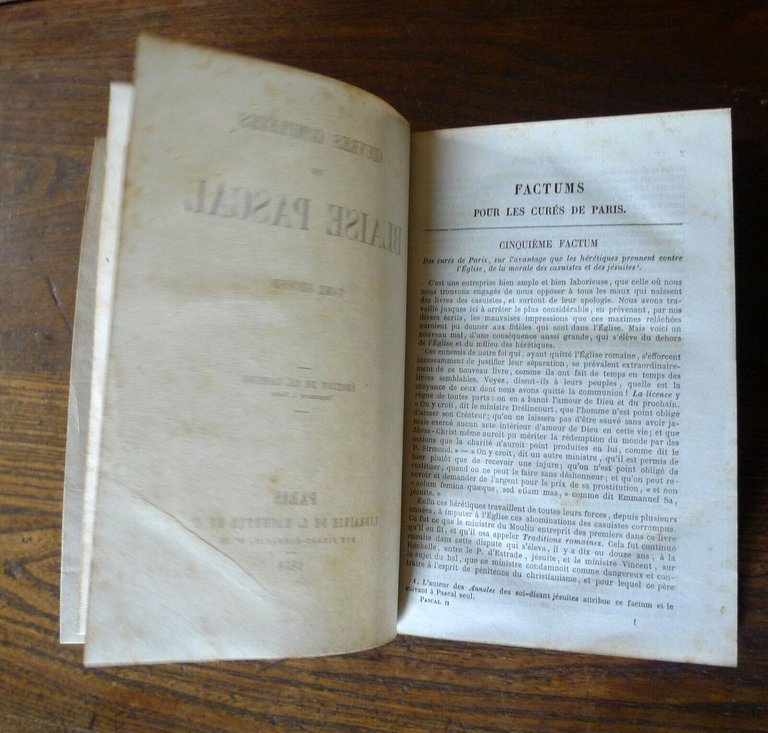 ŒUVRES COMPLÈTES
DE
BLAISE PASCAL
TOME SECOND
PARIS
LIBRAIRIE DE L. HACHETTE ET Cie
FACTUMS
POUR LES CURÉS DE PARIS.
CINQUIÈME FACTUM
Des curés de Paris, sur l'avantage que les hérétiques prennent contre
l'Église, de la morale des casuistes et des jésuites¹.
C'est une entreprise bien ample et bien laborieuse, que celle où nous
nous trouvons engagés de nous opposer à tous les maux qui naissent
des livres des casuistes, et surtout de leur apologie. Nous avons tra-
vaillé jusques ici à arrêter le plus considérable, en prévenant, par nos
divers écrits, les mauvaises impressions que ces maximes relâchées
auroient pu donner aux fidèles qui sont dans l'Église. Mais voici un
nouveau mal, d'une conséquence aussi grande, qui s'élève du dehors
de l'Église et du milieu des hérétiques.
Ces ennemis de notre foi qui, ayant quitté l'Église romaine, s'efforcent
incessamment de justifier leur séparation, se prévalent extraordinaire-
ment de ce nouveau livre, comme ils ont fait de temps en temps des
livres semblables. Voyez, disent-ils à leurs peuples, quelle est la
croyance de ceux dont nous avons quitté la communion! La licence y
règne de toutes parts: on en a banni l'amour de Dieu et du prochain.
« On y croit, dit le ministre Drélincourt, que l'homme n'est point obligé
d'aimer son Créateur; qu'on ne laissera pas d'être sauvé sans avoir ja-
mais exercé aucun acte intérieur d'amour de Dieu en cette vie; et que
Jésus-Christ même auroit pu mériter la rédemption du monde par des
actions que la charité n'auroit point produites en lui, comme dit le
P. Sirmond. » — « On y croit, dit un autre ministre, qu'il est permis de
tuer plutôt que de recevoir une injure; qu'on n'est point obligé de
restituer, quand on ne peut le faire sans déshonneur; et qu'on peut re-
cevoir et demander de l'argent pour le prix de sa prostitution, « et non
« solum femina quæque, sed etiam mas, » comme dit Emmanuel Sa,
jésuite. »
Enfin ces hérétiques travaillent de toutes leurs forces, depuis plusieurs
années, à imputer à l'Église ces abominations des casuistes corrompus.
Ce fut ce que le ministre du Moulin entreprit des premiers dans ce livre
qu'il en fit, et qu'il osa appeler Traditions romaines. Cela fut continué
ensuite dans cette dispute qui s'éleva, il y a dix ou douze ans, à la
Rochelle, entre le P. d'Estrade, jésuite, et le ministre Vincent, sur
le sujet du bal, que ce ministre condamnoit comme dangereux et con-
traire à l'esprit de pénitence du christianisme, et pour lequel ce père
1. L'auteur des Annales des soi-disant jésuites attribue ce factum et le
suivant à Pascal seul.
PASCAL II
1